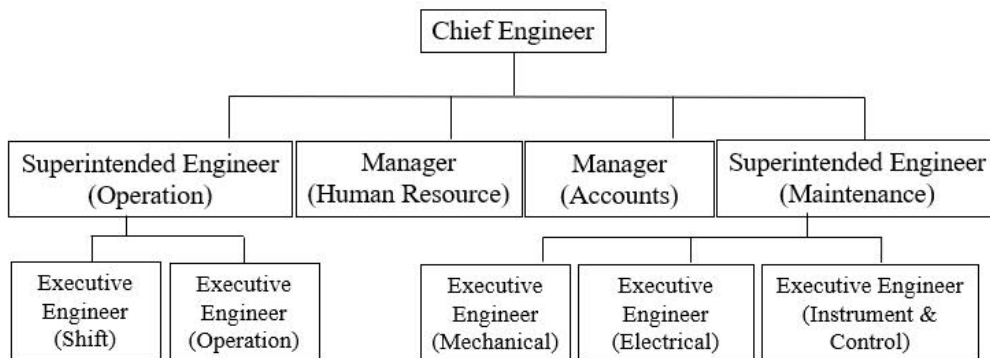 Chief Engineer
Superintended Engineer
(Operation)
Manager
(Human Resource)
Manager
(Accounts)
Superintended Engineer
(Maintenance)
Executive
Engineer
(Shift)
Executive
Engineer
(Operation)
Executive
Engineer
(Mechanical)
Executive
Engineer
(Electrical)
Executive Engineer
(Instrument &
Control)